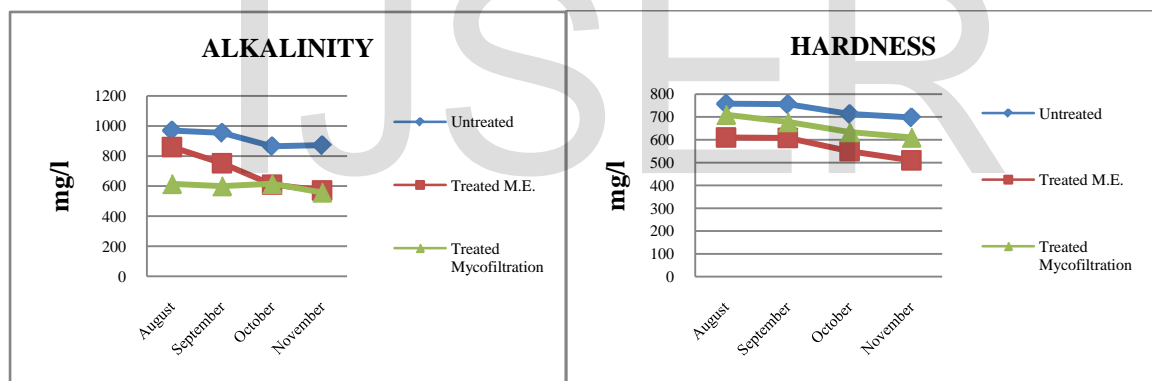 ALKALINITY
1200
1000
800
600
400
200
0
mg/l
August
September
October
November
Untreated
Treated M.E.
Treated
Mycofiltration
HARDNESS
800
700
600
500
400
300
200
100
0
mg/l
August
September
October
November
Untreated
Treated M.E.
Treated
Mycofiltration
IJSER